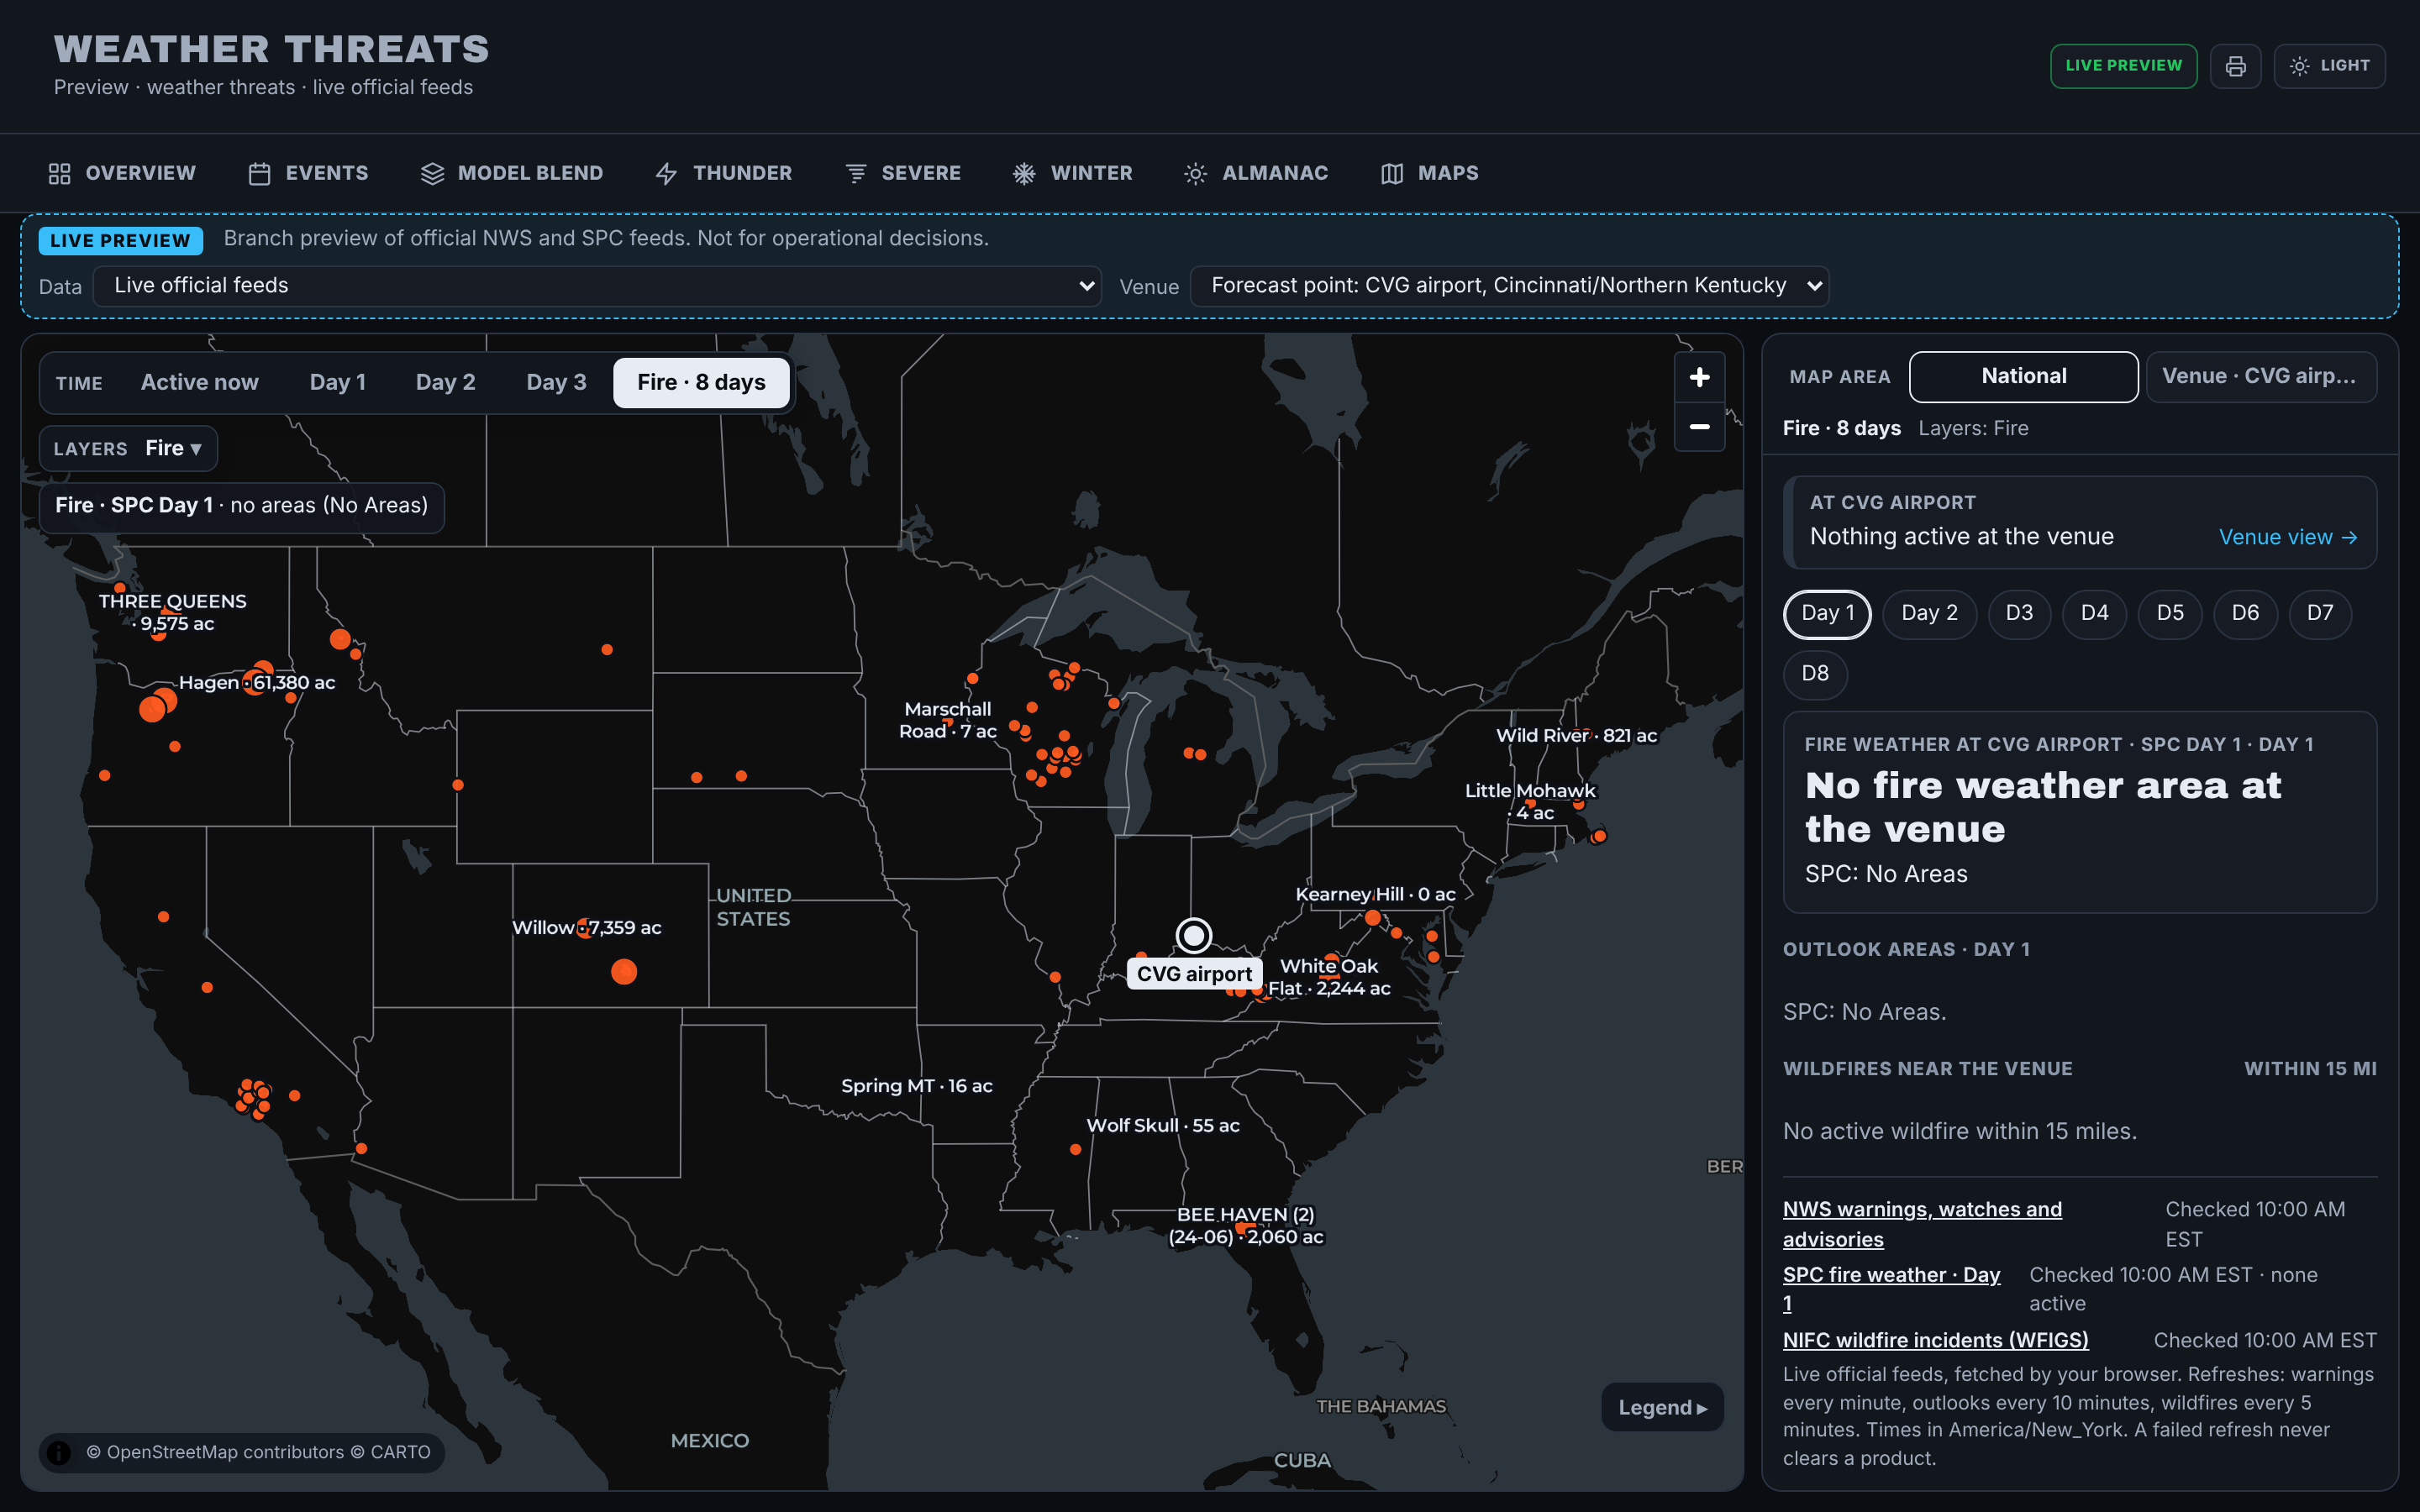 WEATHER THREATS
Preview · weather threats · live official feeds
LIVE PREVIEW
LIGHT
OVERVIEW
EVENTS
MODEL BLEND
THUNDER
SEVERE
WINTER
ALMANAC
MAPS
LIVE PREVIEW
Branch preview of official NWS and SPC feeds. Not for operational decisions.
Data
Live official feeds
Venue
Forecast point: CVG airport, Cincinnati/Northern Kentucky
TIME
Active now
Day 1
Day 2
Day 3
Fire · 8 days
LAYERS Fire ▾
Fire · SPC Day 1 · no areas (No Areas)
+
−
THREE QUEENS
· 9,575 ac
Hagen · 61,380 ac
Marschall
Road · 7 ac
Wild River · 821 ac
Little Mohawk
· 4 ac
Kearney Hill · 0 ac
UNITED
STATES
Willow · 7,359 ac
CVG airport
White Oak
Flat · 2,244 ac
Spring MT · 16 ac
Wolf Skull · 55 ac
BER
BEE HAVEN (2)
(24-06) · 2,060 ac
THE BAHAMAS
MEXICO
CUBA
Legend ▸
© OpenStreetMap contributors © CARTO
MAP AREA
National
Venue · CVG airp…
Fire · 8 days Layers: Fire
AT CVG AIRPORT
Nothing active at the venue
Venue view →
Day 1
Day 2
D3
D4
D5
D6
D7
D8
FIRE WEATHER AT CVG AIRPORT · SPC DAY 1 · DAY 1
No fire weather area at
the venue
SPC: No Areas
OUTLOOK AREAS · DAY 1
SPC: No Areas.
WILDFIRES NEAR THE VENUE
WITHIN 15 MI
No active wildfire within 15 miles.
NWS warnings, watches and
advisories
Checked 10:00 AM
EST
SPC fire weather · Day
1
Checked 10:00 AM EST · none
active
NIFC wildfire incidents (WFIGS)
Checked 10:00 AM EST
Live official feeds, fetched by your browser. Refreshes: warnings
every minute, outlooks every 10 minutes, wildfires every 5
minutes. Times in America/New_York. A failed refresh never
clears a product.